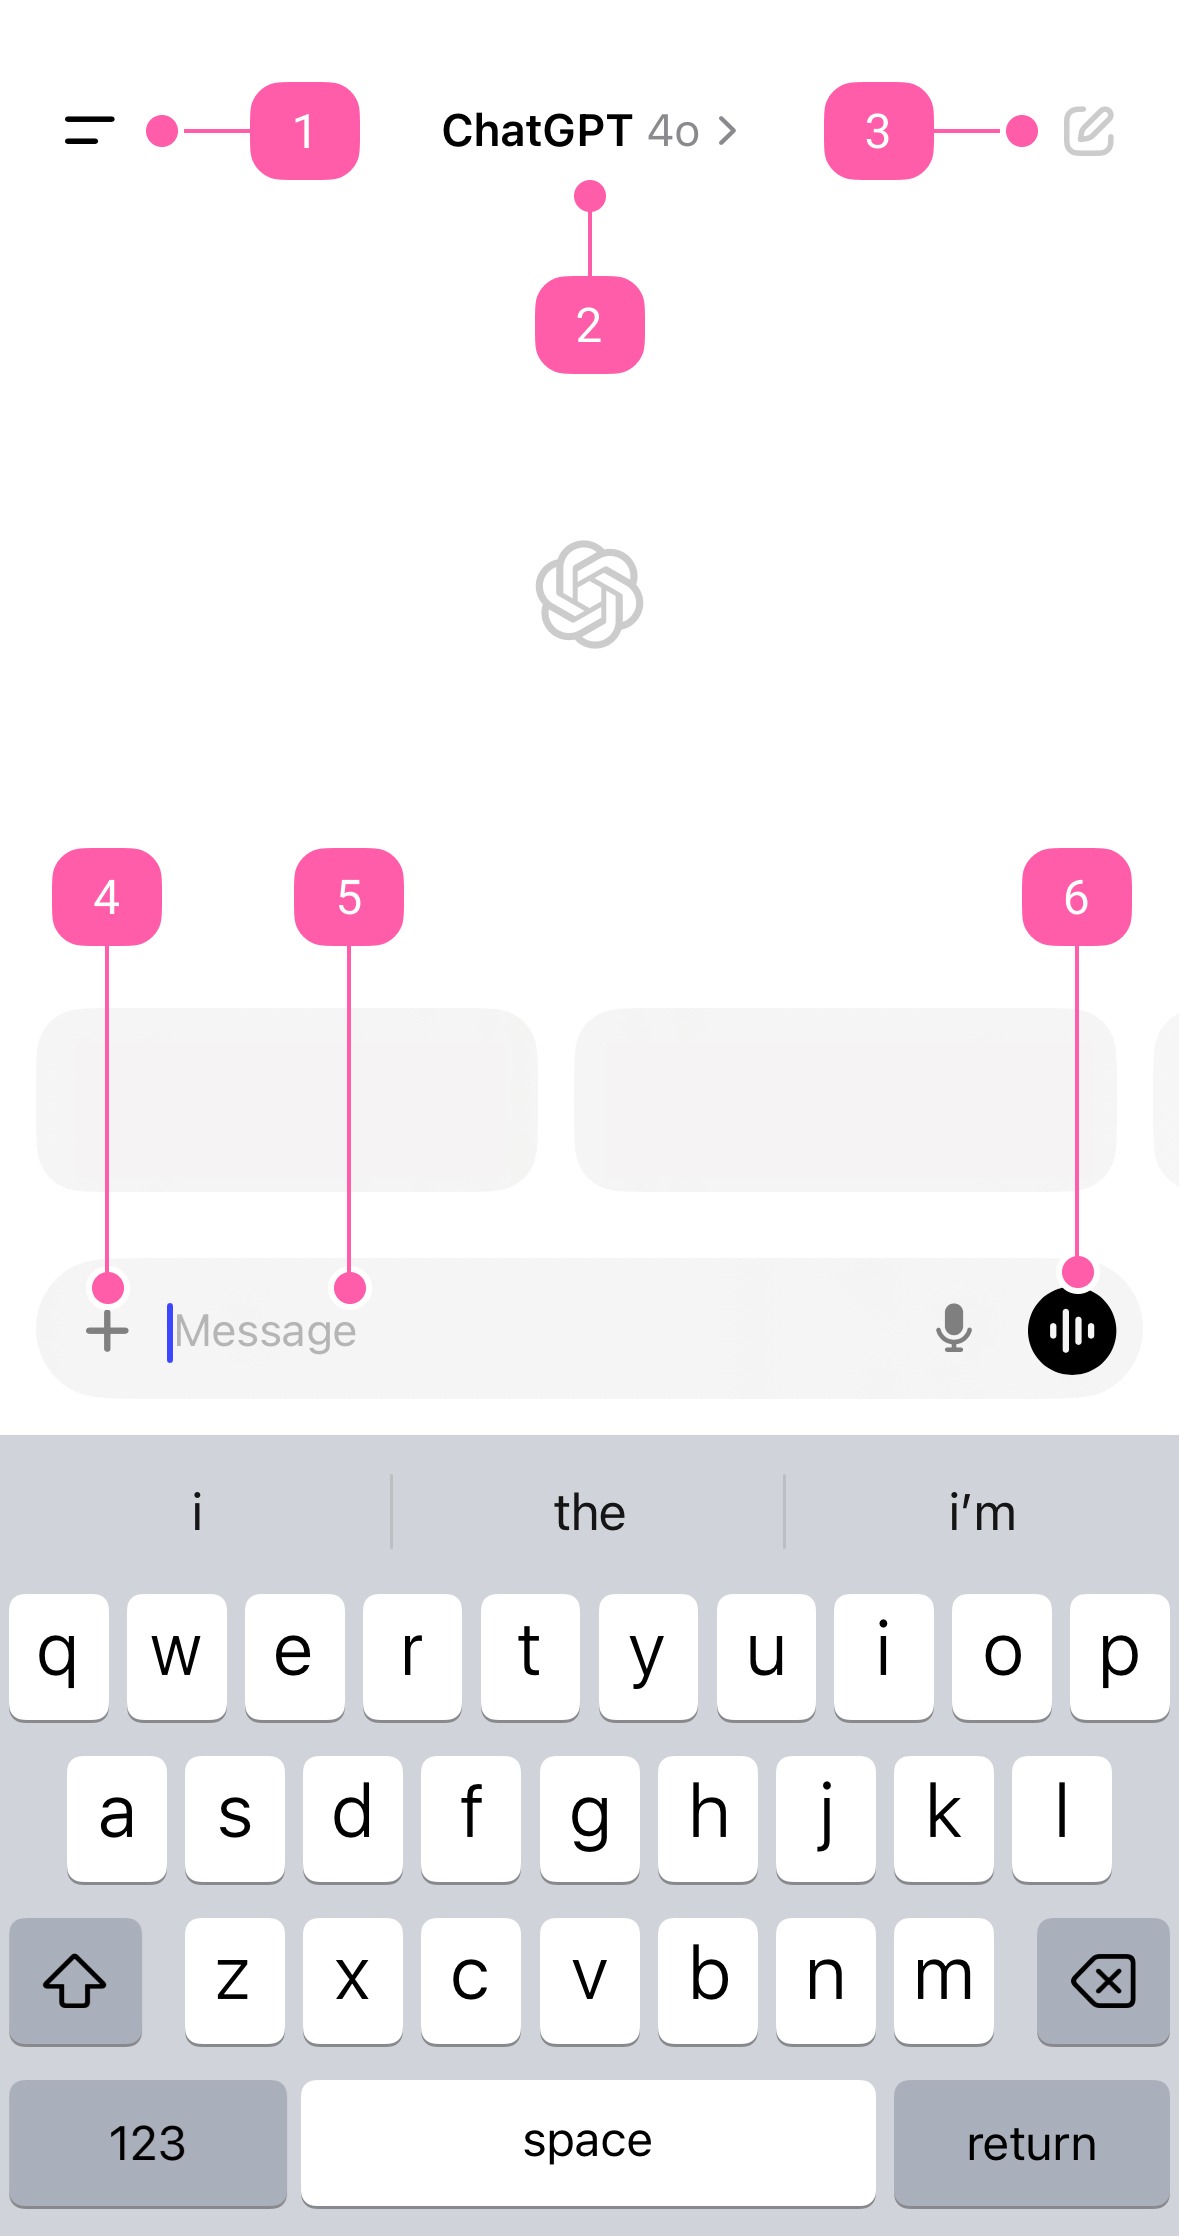 1
ChatGPT 4o >
3
2
4
5
6
Message
i
the
i’m
q w e r t y u i o p
a s d f g h j k l
z x c v b n m
123
space
return